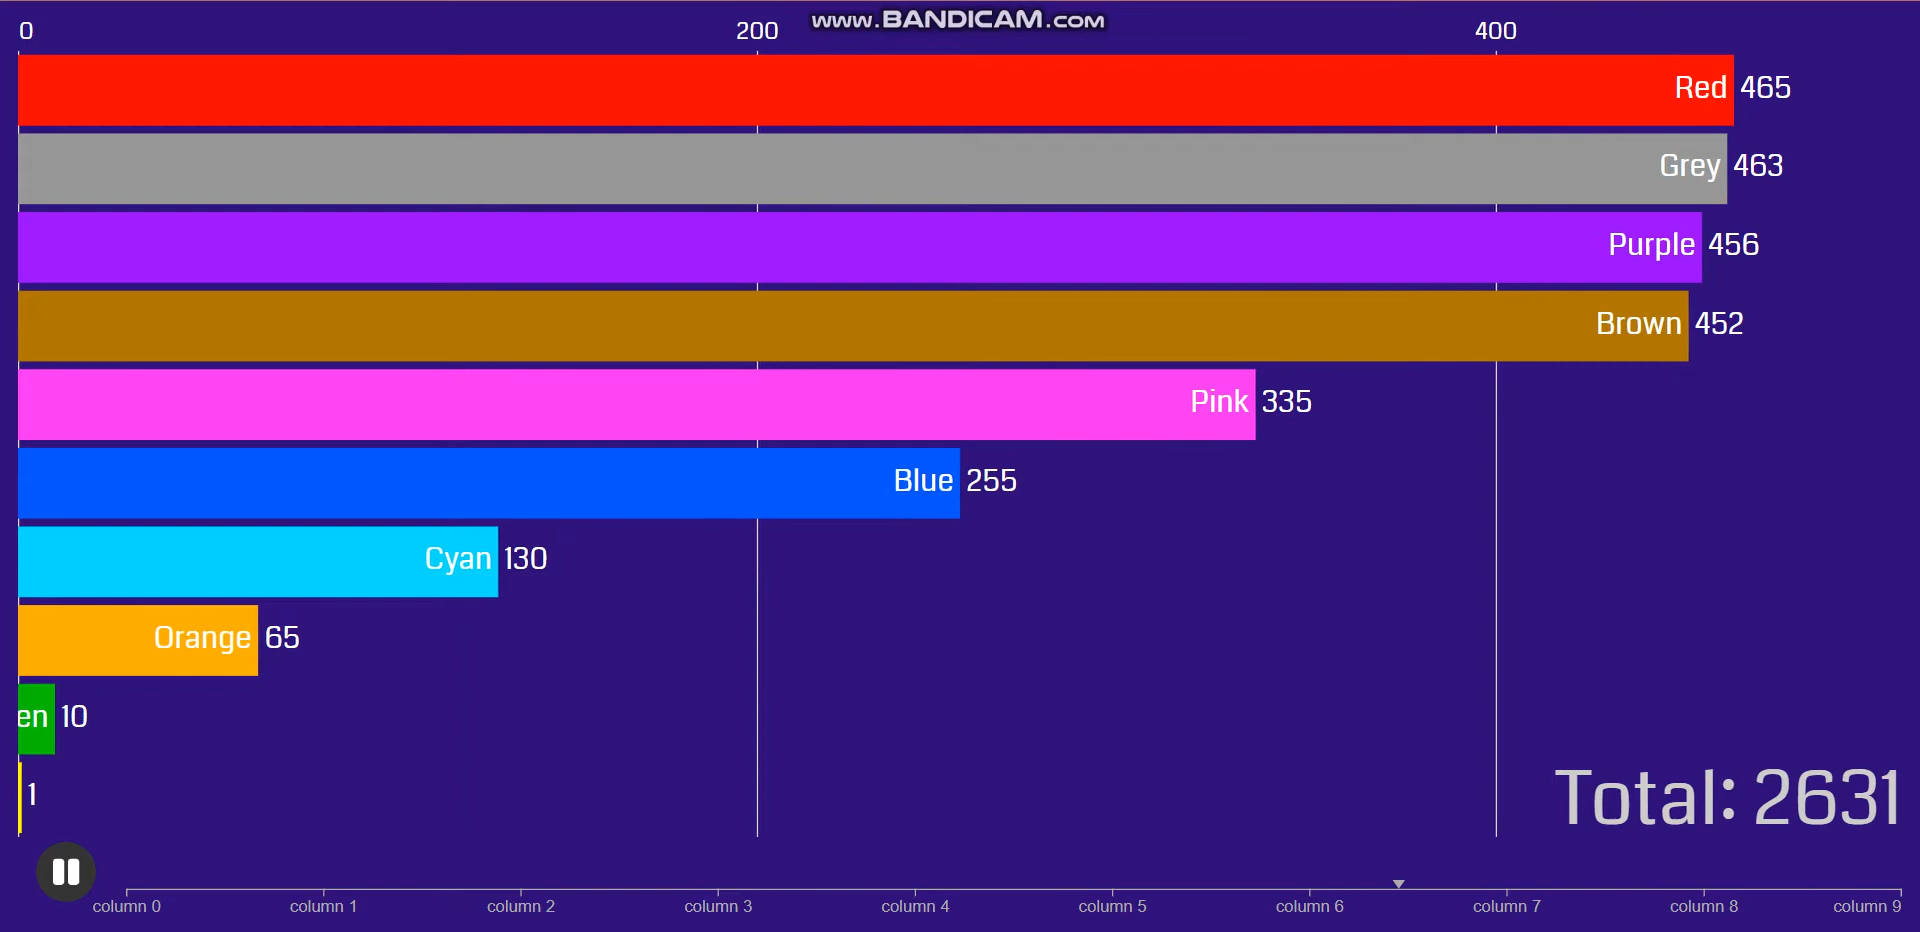 www.BANDICAM.com
0 200 400
Red 465
Grey 463
Purple 456
Brown 452
Pink 335
Blue 255
Cyan 130
Orange 65
en 10
1
Total: 2631
column 0 column 1 column 2 column 3 column 4 column 5 column 6 column 7 column 8 column 9